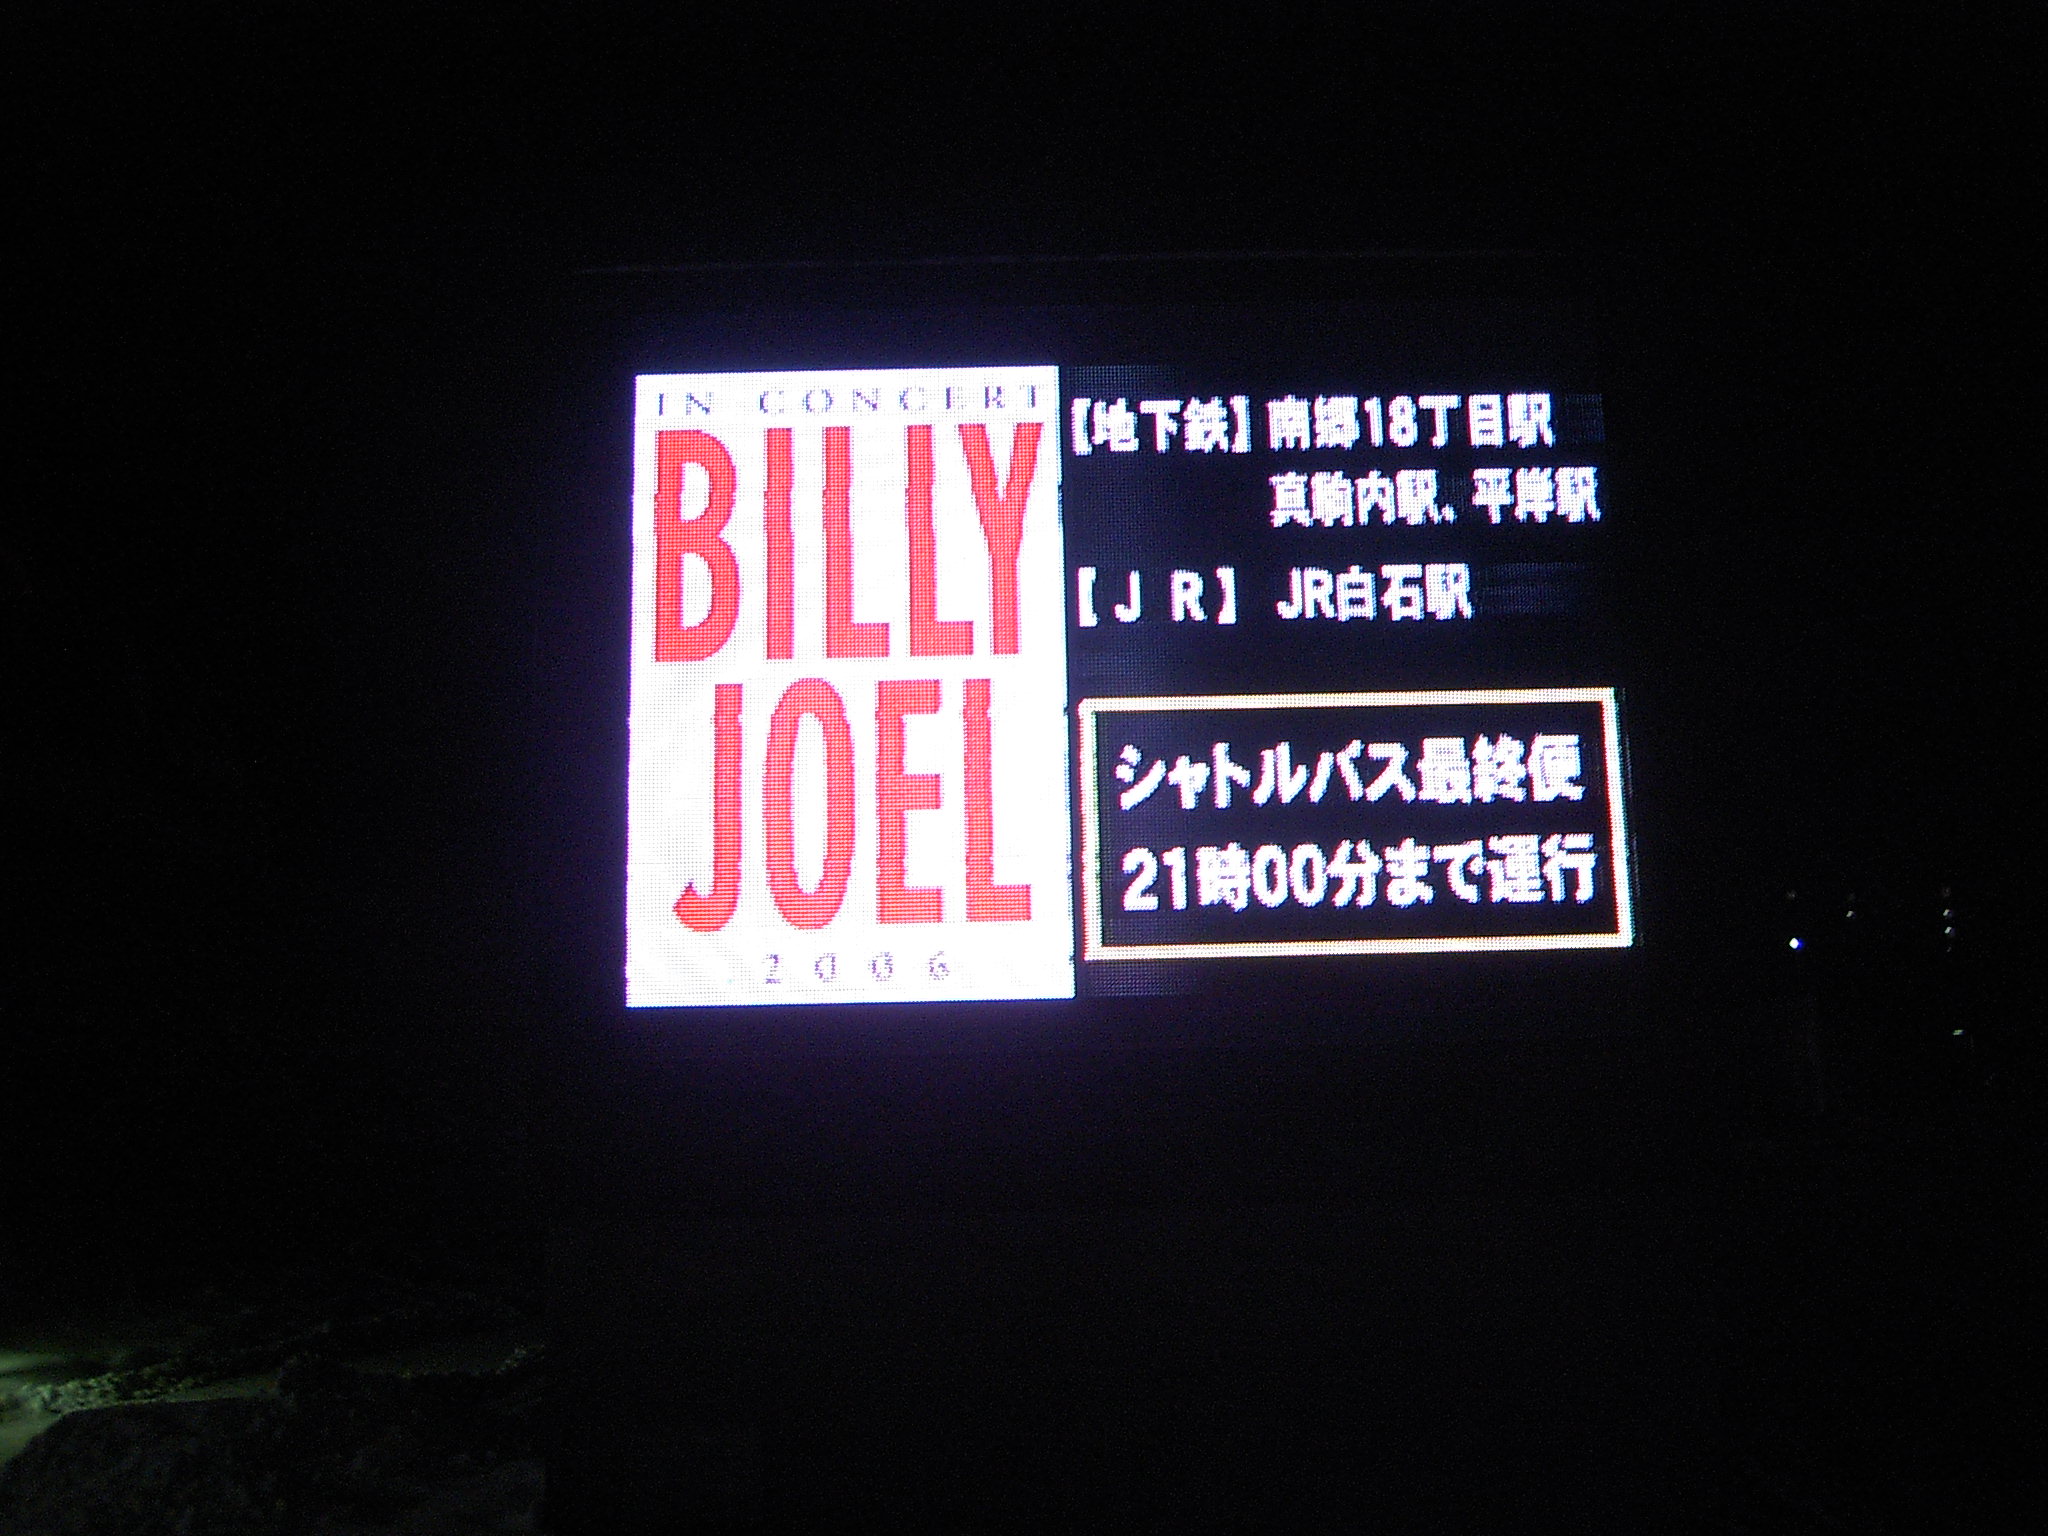 IN CONCERT
BILLY
JOEL
2006
【地下鉄】南郷18丁目駅
真駒内駅、平岸駅
【JR】 JR白石駅
シャトルバス最終便
21時00分まで運行